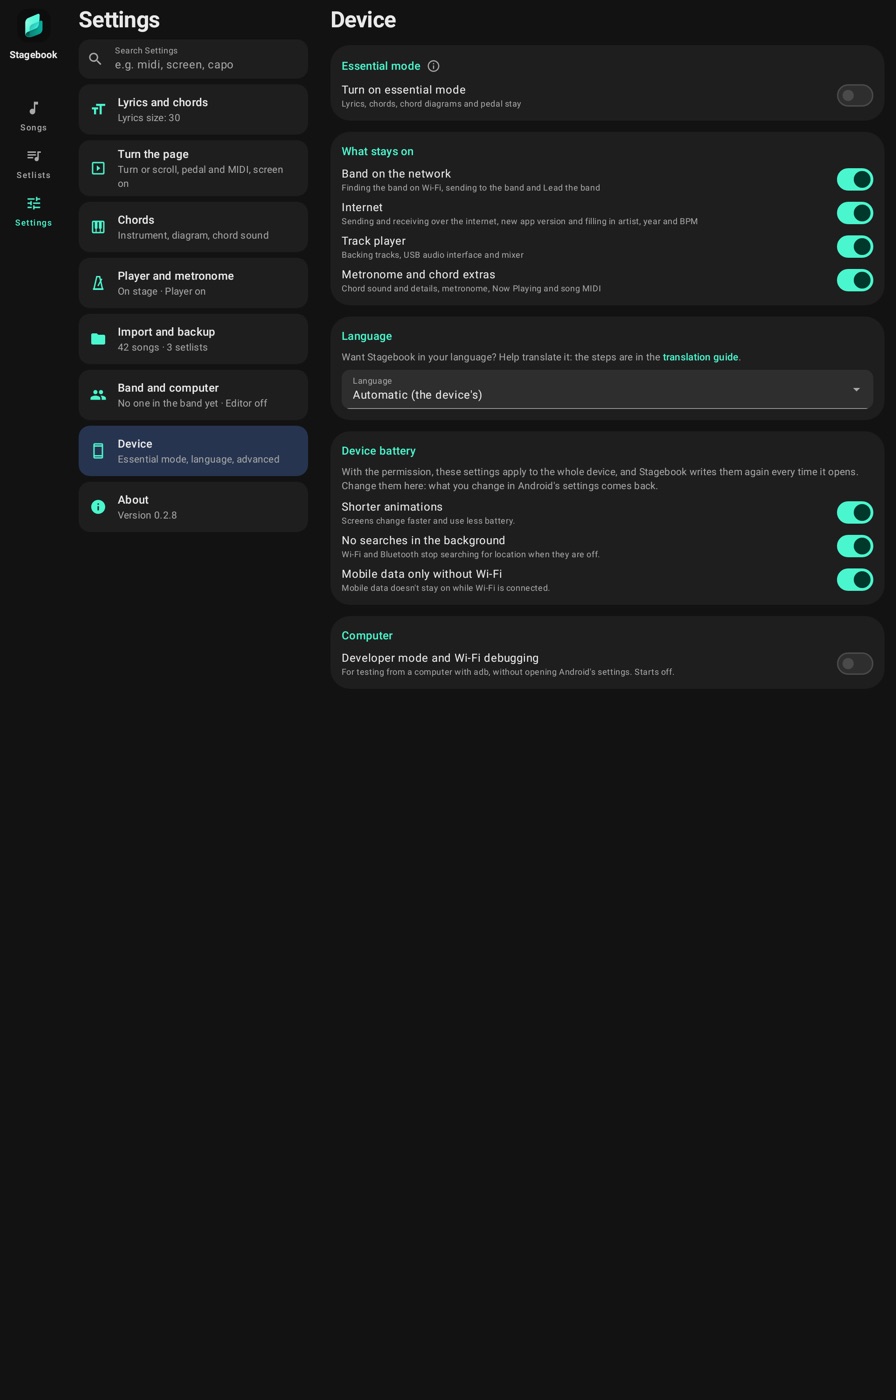 Stagebook
Songs
Setlists
Settings
Settings
Search Settings
e.g. midi, screen, capo
Lyrics and chords
Lyrics size: 30
Turn the page
Turn or scroll, pedal and MIDI, screen
on
Chords
Instrument, diagram, chord sound
Player and metronome
On stage · Player on
Import and backup
42 songs · 3 setlists
Band and computer
No one in the band yet · Editor off
Device
Essential mode, language, advanced
About
Version 0.2.8
Device
Essential mode
Turn on essential mode
Lyrics, chords, chord diagrams and pedal stay
What stays on
Band on the network
Finding the band on Wi-Fi, sending to the band and Lead the band
Internet
Sending and receiving over the internet, new app version and filling in artist, year and BPM
Track player
Backing tracks, USB audio interface and mixer
Metronome and chord extras
Chord sound and details, metronome, Now Playing and song MIDI
Language
Want Stagebook in your language? Help translate it: the steps are in the translation guide.
Language
Automatic (the device's)
Device battery
With the permission, these settings apply to the whole device, and Stagebook writes them again every time it opens.
Change them here: what you change in Android's settings comes back.
Shorter animations
Screens change faster and use less battery.
No searches in the background
Wi-Fi and Bluetooth stop searching for location when they are off.
Mobile data only without Wi-Fi
Mobile data doesn't stay on while Wi-Fi is connected.
Computer
Developer mode and Wi-Fi debugging
For testing from a computer with adb, without opening Android's settings. Starts off.